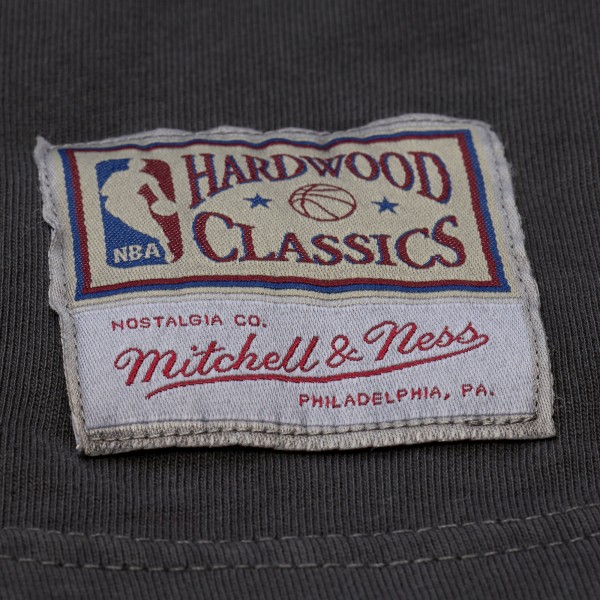 HARDWOOD
CLASSICS
NBA
NOSTALGIA CO.
Mitchell & Ness
PHILADELPHIA, PA.